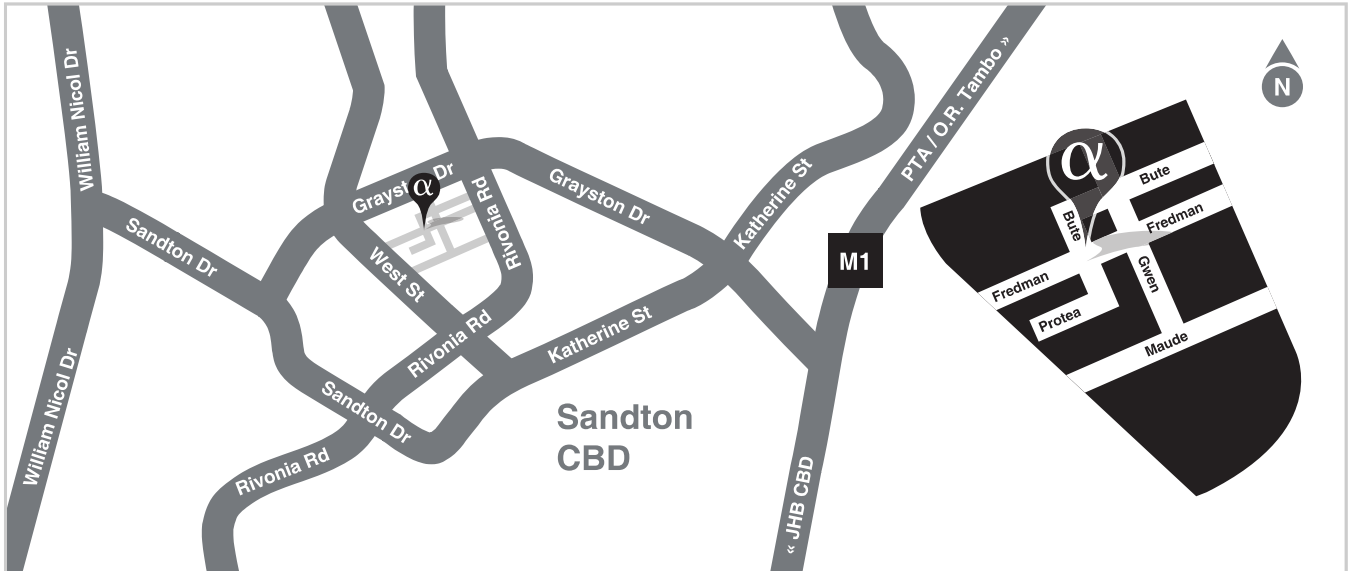 William Nicol Dr
William Nicol Dr
Sandton Dr
Grayston Dr
α
Rivonia Rd
West St
Grayston Dr
Katherine St
Rivonia Rd
Katherine St
Sandton Dr
Rivonia Rd
Sandton
CBD
PTA / O.R. Tambo »
M1
« JHB CBD
N
α
Bute
Bute
Fredman
Fredman
Gwen
Protea
Maude